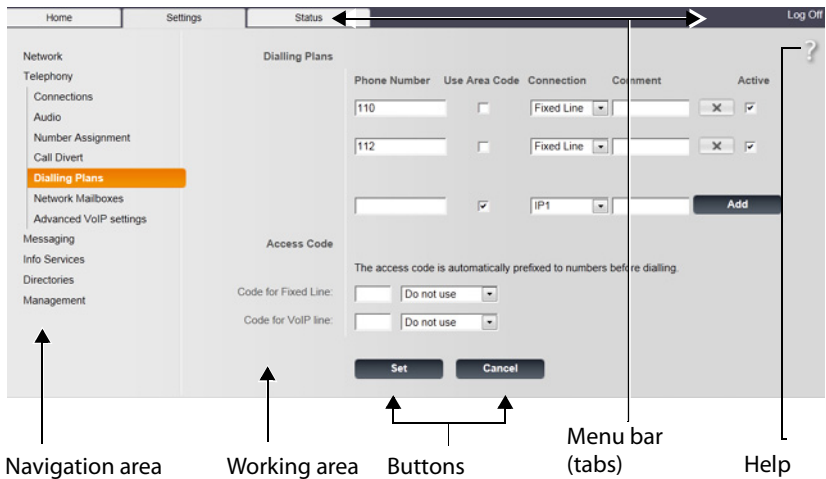 Home Settings Status Log Off
?
Network
Telephony
Connections
Audio
Number Assignment
Call Divert
Dialling Plans
Network Mailboxes
Advanced VoIP settings
Messaging
Info Services
Directories
Management
Dialling Plans
Phone Number Use Area Code Connection Comment Active
110 Fixed Line
112 Fixed Line
IP1 Add
Access Code
The access code is automatically prefixed to numbers before dialling.
Code for Fixed Line: Do not use
Code for VoIP line: Do not use
Set Cancel
Navigation area
Working area
Buttons
Menu bar
(tabs)
Help